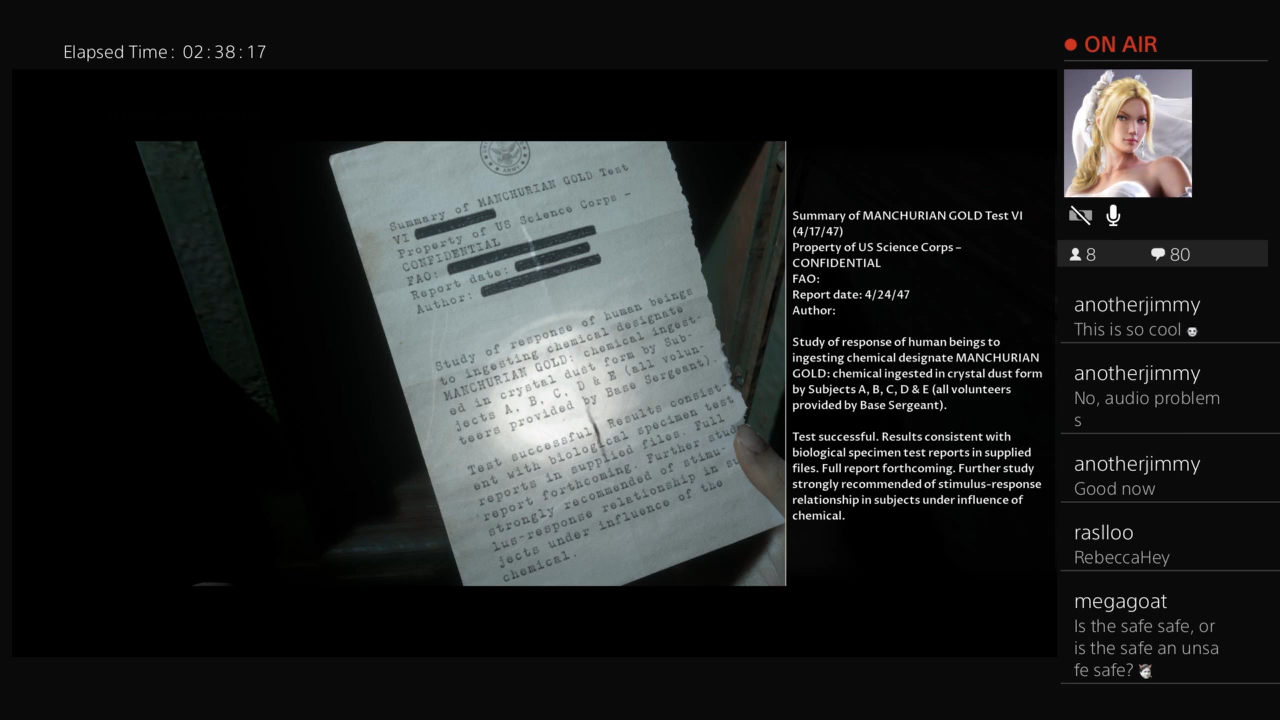 Elapsed Time: 02:38:17
ON AIR
8
80
ARMY
Summary of MANCHURIAN GOLD Test
VI
Property of US Science Corps –
CONFIDENTIAL
FAO:
Report date:
Author:
Study of response of human beings
to ingesting chemical designate
MANCHURIAN GOLD: chemical ingest-
ed in crystal dust form by Sub-
jects A, B, C, D & E (all volun-
teers provided by Base Sergeant).
Test successful. Results consist-
ent with biological specimen test
reports in supplied files. Full
report forthcoming. Further stud
strongly recommended of stimu-
lus-response relationship in su
jects under influence of the
chemical.
Summary of MANCHURIAN GOLD Test VI
(4/17/47)
Property of US Science Corps –
CONFIDENTIAL
FAO:
Report date: 4/24/47
Author:
Study of response of human beings to
ingesting chemical designate MANCHURIAN
GOLD: chemical ingested in crystal dust form
by Subjects A, B, C, D & E (all volunteers
provided by Base Sergeant).
Test successful. Results consistent with
biological specimen test reports in supplied
files. Full report forthcoming. Further study
strongly recommended of stimulus-response
relationship in subjects under influence of
chemical.
anotherjimmy
This is so cool
anotherjimmy
No, audio problem
s
anotherjimmy
Good now
raslloo
RebeccaHey
megagoat
Is the safe safe, or
is the safe an unsa
fe safe?